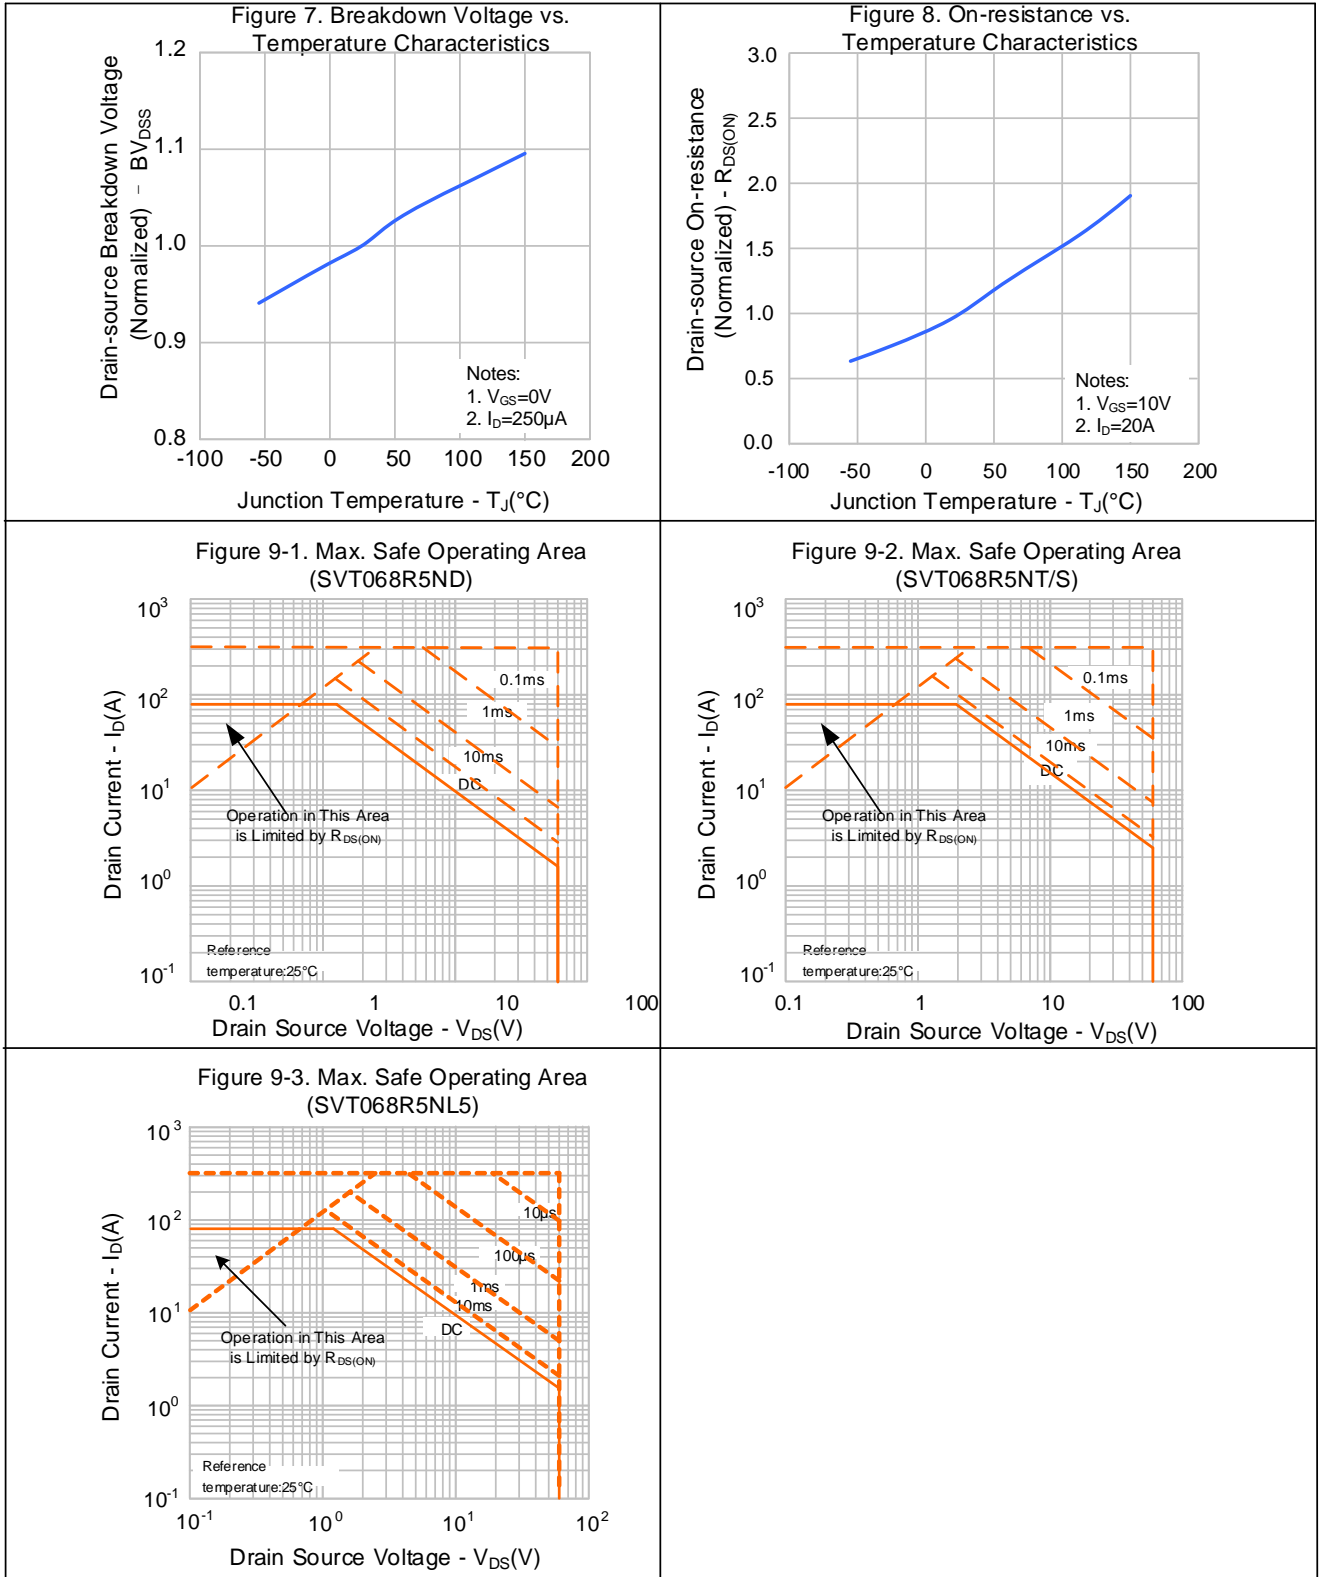 Figure 7. Breakdown Voltage vs.
Temperature Characteristics
Drain-source Breakdown Voltage
(Normalized) – BVDSS
1.2
1.1
1.0
0.9
0.8
-100 -50 0 50 100 150 200
Notes:
1. VGS=0V
2. ID=250µA
Junction Temperature - TJ(°C)
Figure 8. On-resistance vs.
Temperature Characteristics
Drain-source On-resistance
(Normalized) - RDS(ON)
3.0
2.5
2.0
1.5
1.0
0.5
0.0
-100 -50 0 50 100 150 200
Notes:
1. VGS=10V
2. ID=20A
Junction Temperature - TJ(°C)
Figure 9-1. Max. Safe Operating Area
(SVT068R5ND)
Drain Current - ID(A)
10³
10²
10¹
10⁰
10⁻¹
0.1ms
1ms
10ms
DC
Operation in This Area
is Limited by RDS(ON)
Reference
temperature:25°C
0.1 1 10 100
Drain Source Voltage - VDS(V)
Figure 9-2. Max. Safe Operating Area
(SVT068R5NT/S)
Drain Current - ID(A)
10³
10²
10¹
10⁰
10⁻¹
0.1ms
1ms
10ms
DC
Operation in This Area
is Limited by RDS(ON)
Reference
temperature:25°C
0.1 1 10 100
Drain Source Voltage - VDS(V)
Figure 9-3. Max. Safe Operating Area
(SVT068R5NL5)
Drain Current - ID(A)
10³
10²
10¹
10⁰
10⁻¹
10µs
100µs
1ms
10ms
DC
Operation in This Area
is Limited by RDS(ON)
Reference
temperature:25°C
10⁻¹ 10⁰ 10¹ 10²
Drain Source Voltage - VDS(V)